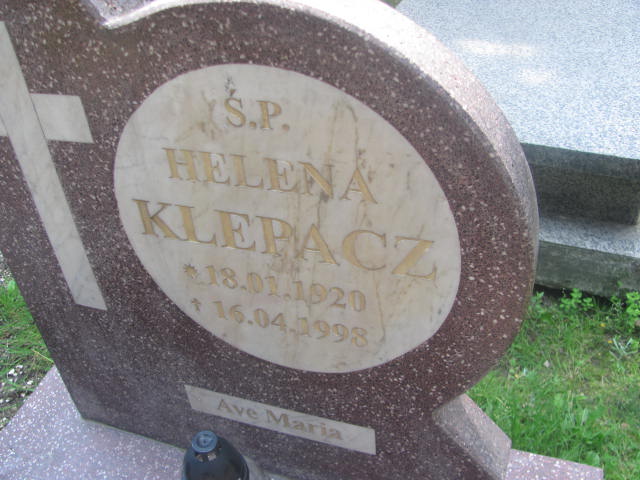 Ś.P.
HELENA
KLEPACZ
* 18.01.1920
† 16.04.1998
Ave Maria